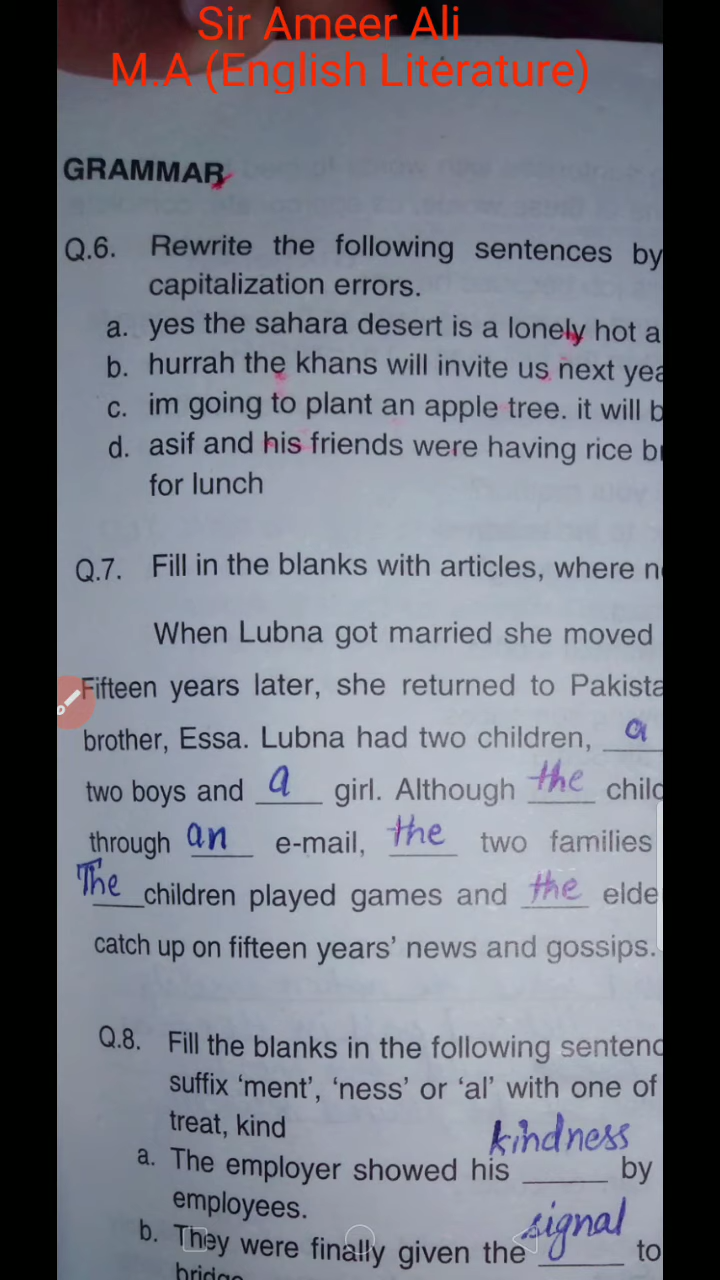 Sir Ameer Ali
M.A (English Literature)
GRAMMAR
Q.6. Rewrite the following sentences by
capitalization errors.
a. yes the sahara desert is a lonely hot a
b. hurrah the khans will invite us next yea
c. im going to plant an apple tree. it will b
d. asif and his friends were having rice br
for lunch
Q.7. Fill in the blanks with articles, where n
When Lubna got married she moved
Fifteen years later, she returned to Pakista
brother, Essa. Lubna had two children, a
two boys and a girl. Although the child
through an e-mail, the two families
The children played games and the elde
catch up on fifteen years' news and gossips.
Q.8. Fill the blanks in the following sentenc
suffix 'ment', 'ness' or 'al' with one of
treat, kind
a. The employer showed his kindness by
employees.
b. They were finally given the signal to
bridge